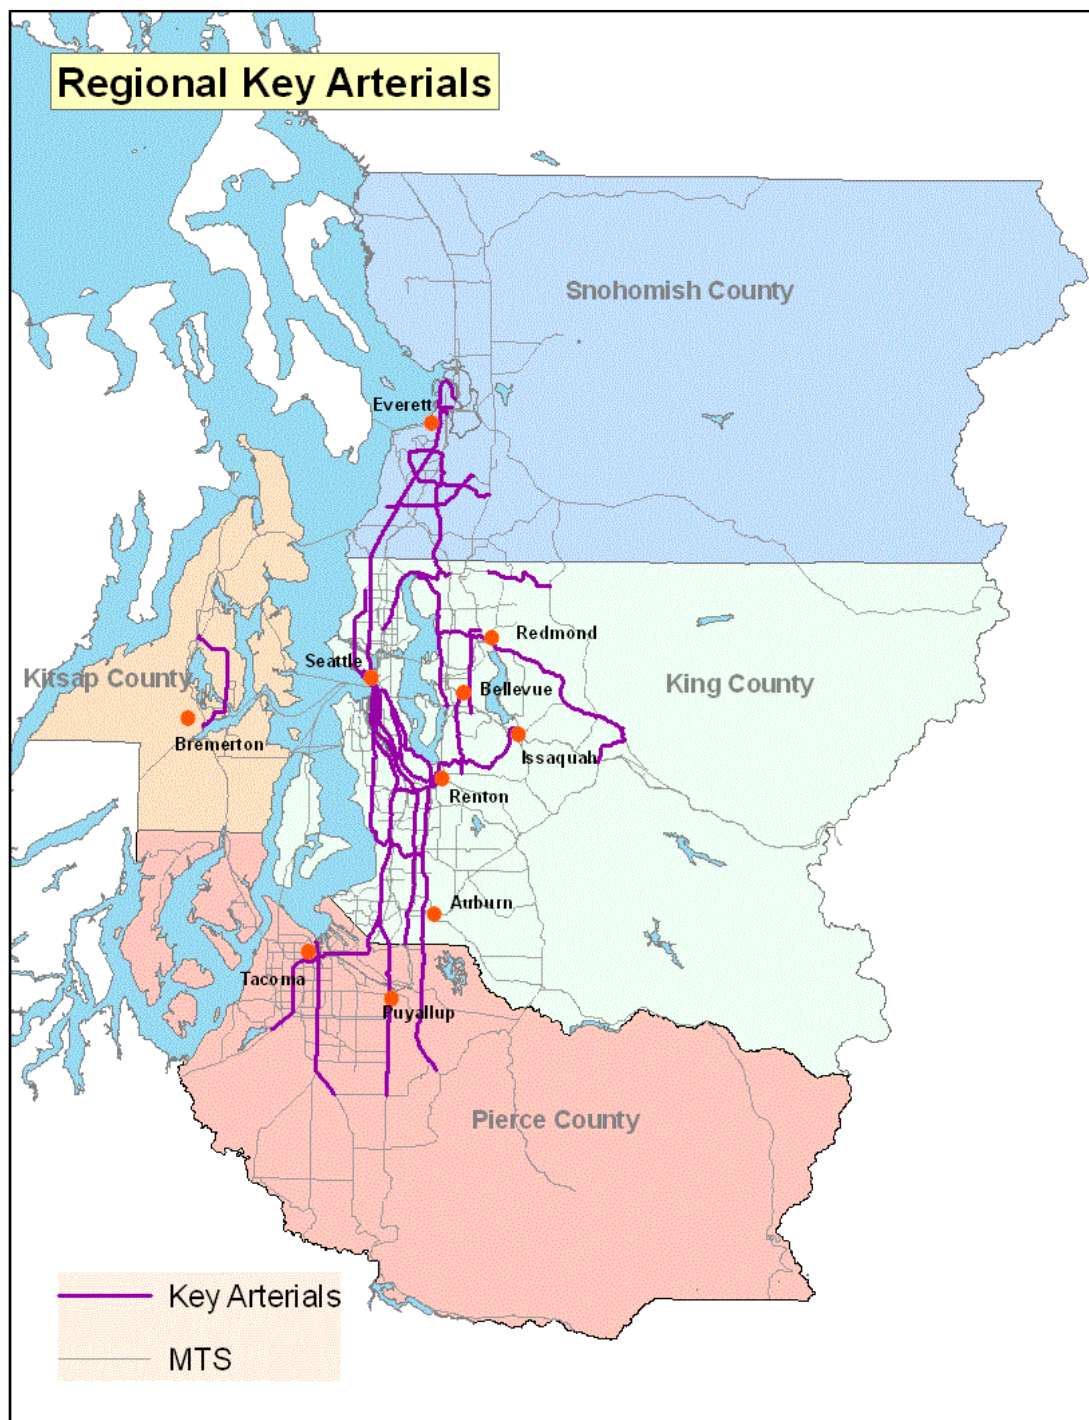 Regional Key Arterials
Snohomish County
Everett
Redmond
Seattle
Kitsap County
Bellevue
King County
Bremerton
Issaquah
Renton
Auburn
Tacoma
Puyallup
Pierce County
Key Arterials
MTS